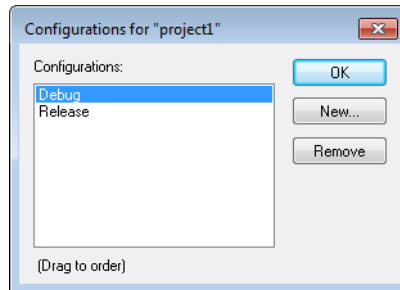 Configurations for "project1"
Configurations:
OK
Debug
Release
New...
Remove
(Drag to order)